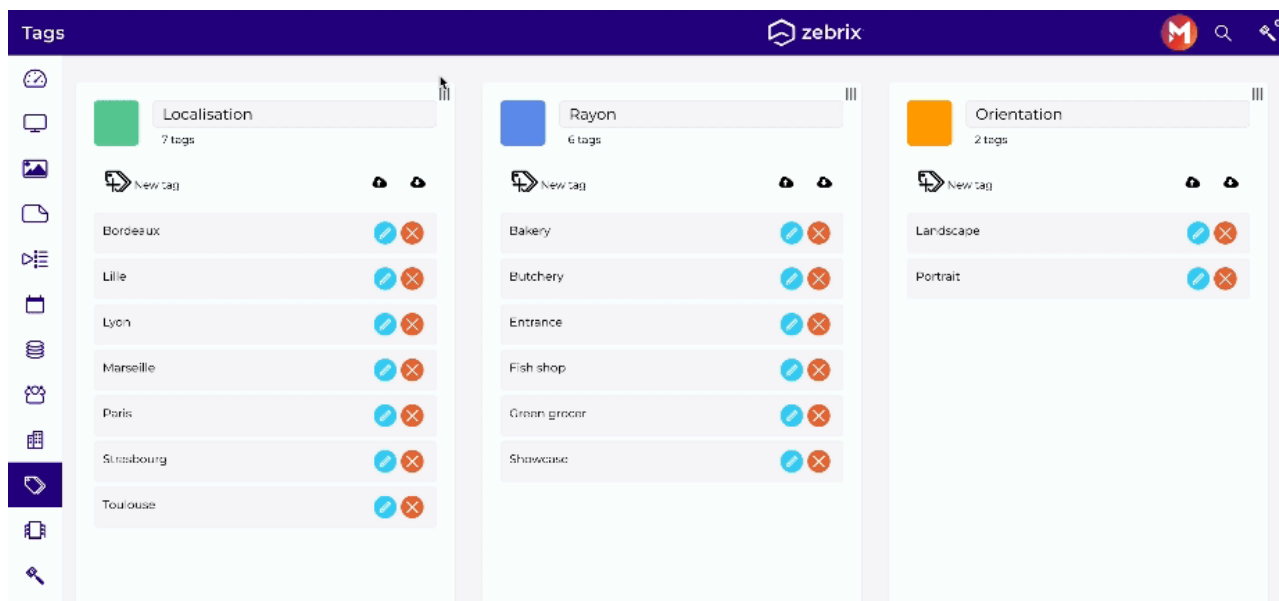 Tags
zebrix
Localisation
7 tags
New tag
Bordeaux
Lille
Lyon
Marseille
Paris
Strasbourg
Toulouse
Rayon
6 tags
New tag
Bakery
Butchery
Entrance
Fish shop
Green grocer
Showcase
Orientation
2 tags
New tag
Landscape
Portrait